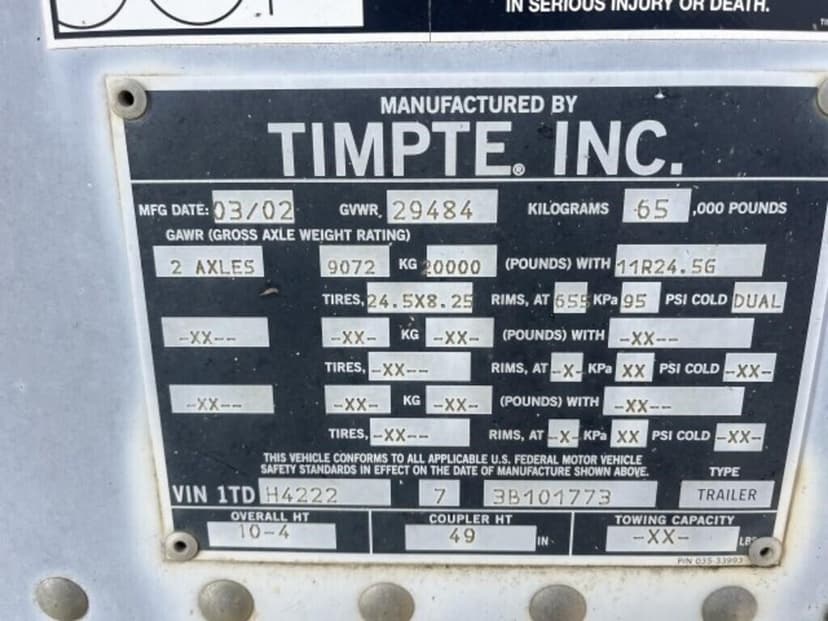 IN SERIOUS INJURY OR DEATH.
MANUFACTURED BY
TIMPTE® INC.
MFG DATE: 03/02 GVWR, 29484 KILOGRAMS 65 ,000 POUNDS
GAWR (GROSS AXLE WEIGHT RATING)
2 AXLES 9072 KG 20000 (POUNDS) WITH 11R24.5G
TIRES, 24.5X8.25 RIMS, AT 655 KPa 95 PSI COLD DUAL
-XX-- -XX- KG -XX- (POUNDS) WITH -XX--
TIRES, -XX-- RIMS, AT -X- KPa XX PSI COLD -XX-
-XX-- -XX- KG -XX- (POUNDS) WITH -XX--
TIRES, -XX-- RIMS, AT -X- KPa XX PSI COLD -XX-
THIS VEHICLE CONFORMS TO ALL APPLICABLE U.S. FEDERAL MOTOR VEHICLE
SAFETY STANDARDS IN EFFECT ON THE DATE OF MANUFACTURE SHOWN ABOVE. TYPE
VIN 1TD H4222 7 3B101773 TRAILER
OVERALL HT COUPLER HT TOWING CAPACITY
10-4 49 IN -XX- LBS
P/N 035-33993